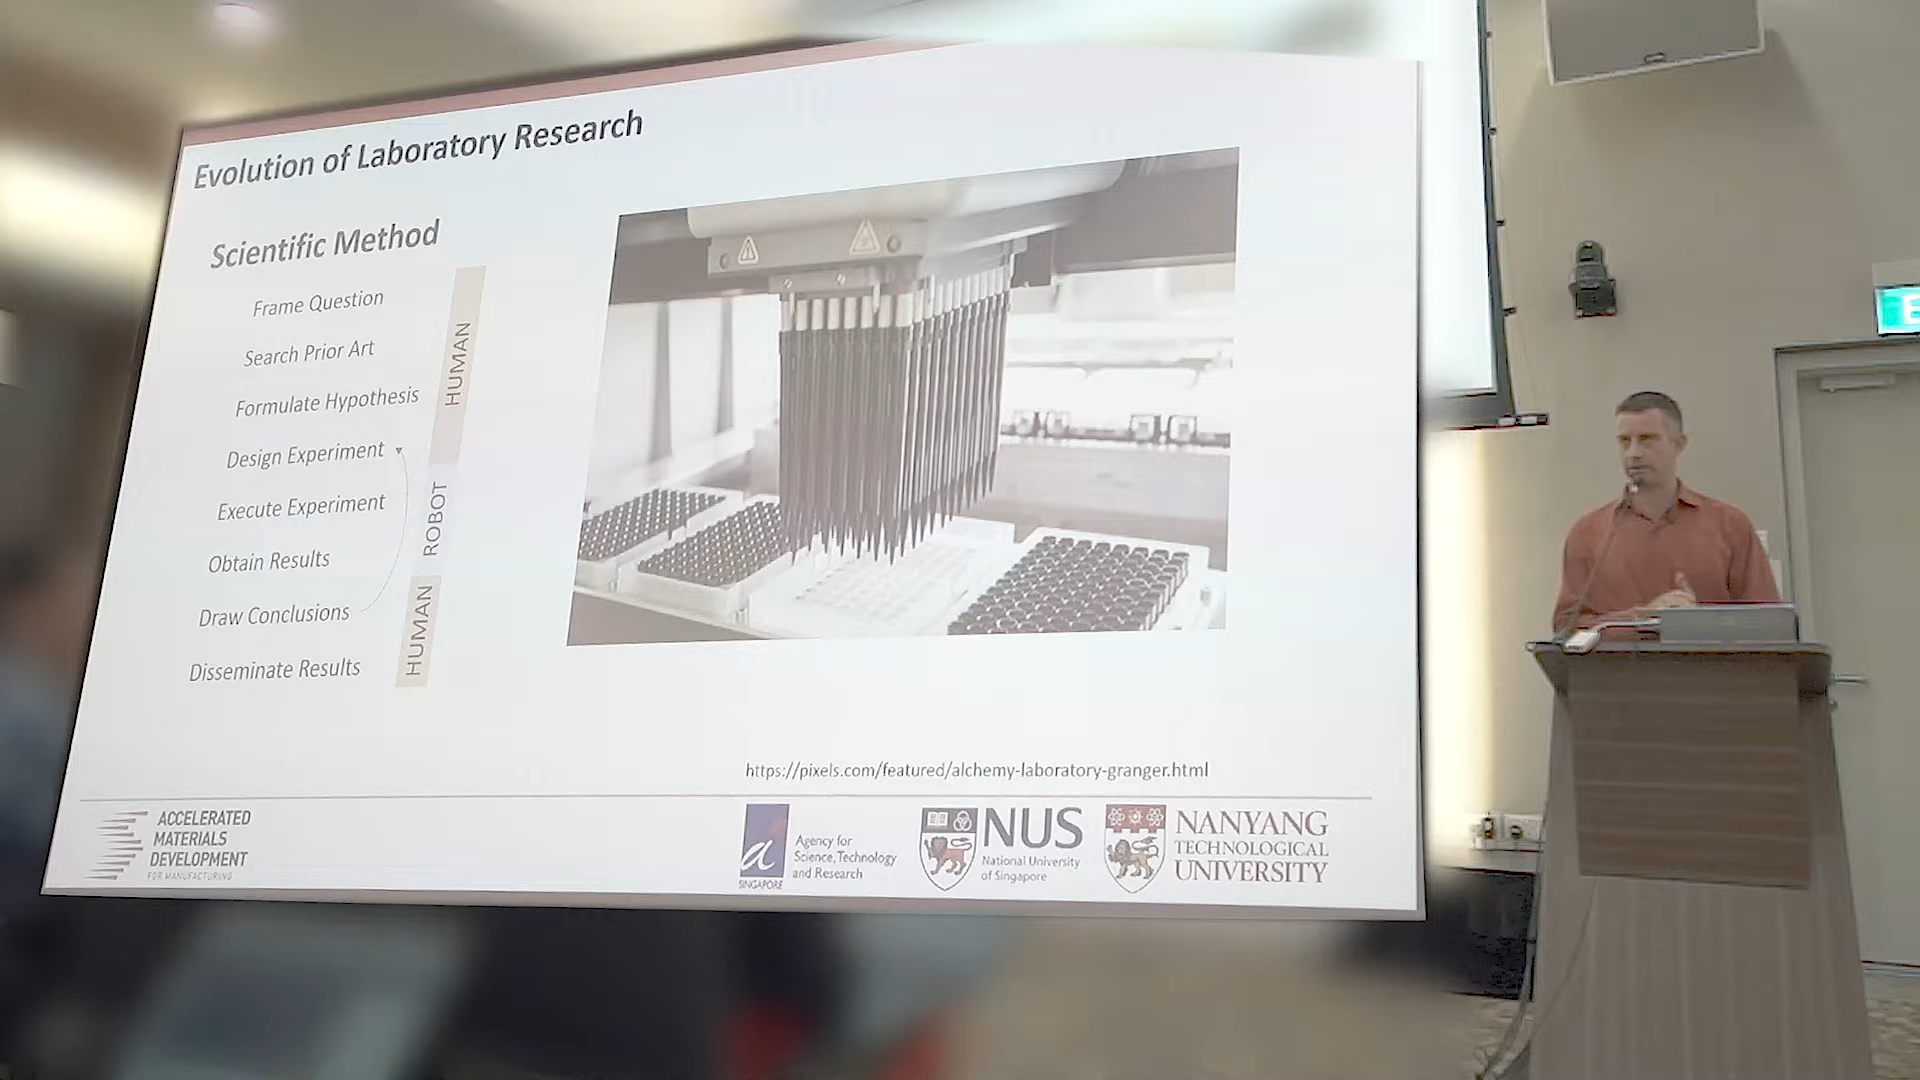 Evolution of Laboratory Research
Scientific Method
Frame Question
Search Prior Art
Formulate Hypothesis
Design Experiment
Execute Experiment
Obtain Results
Draw Conclusions
Disseminate Results
HUMAN
ROBOT
HUMAN
https://pixels.com/featured/alchemy-laboratory-granger.html
ACCELERATED
MATERIALS
DEVELOPMENT
FOR MANUFACTURING
a
SINGAPORE
Agency for
Science, Technology
and Research
NUS
National University
of Singapore
NANYANG
TECHNOLOGICAL
UNIVERSITY
E